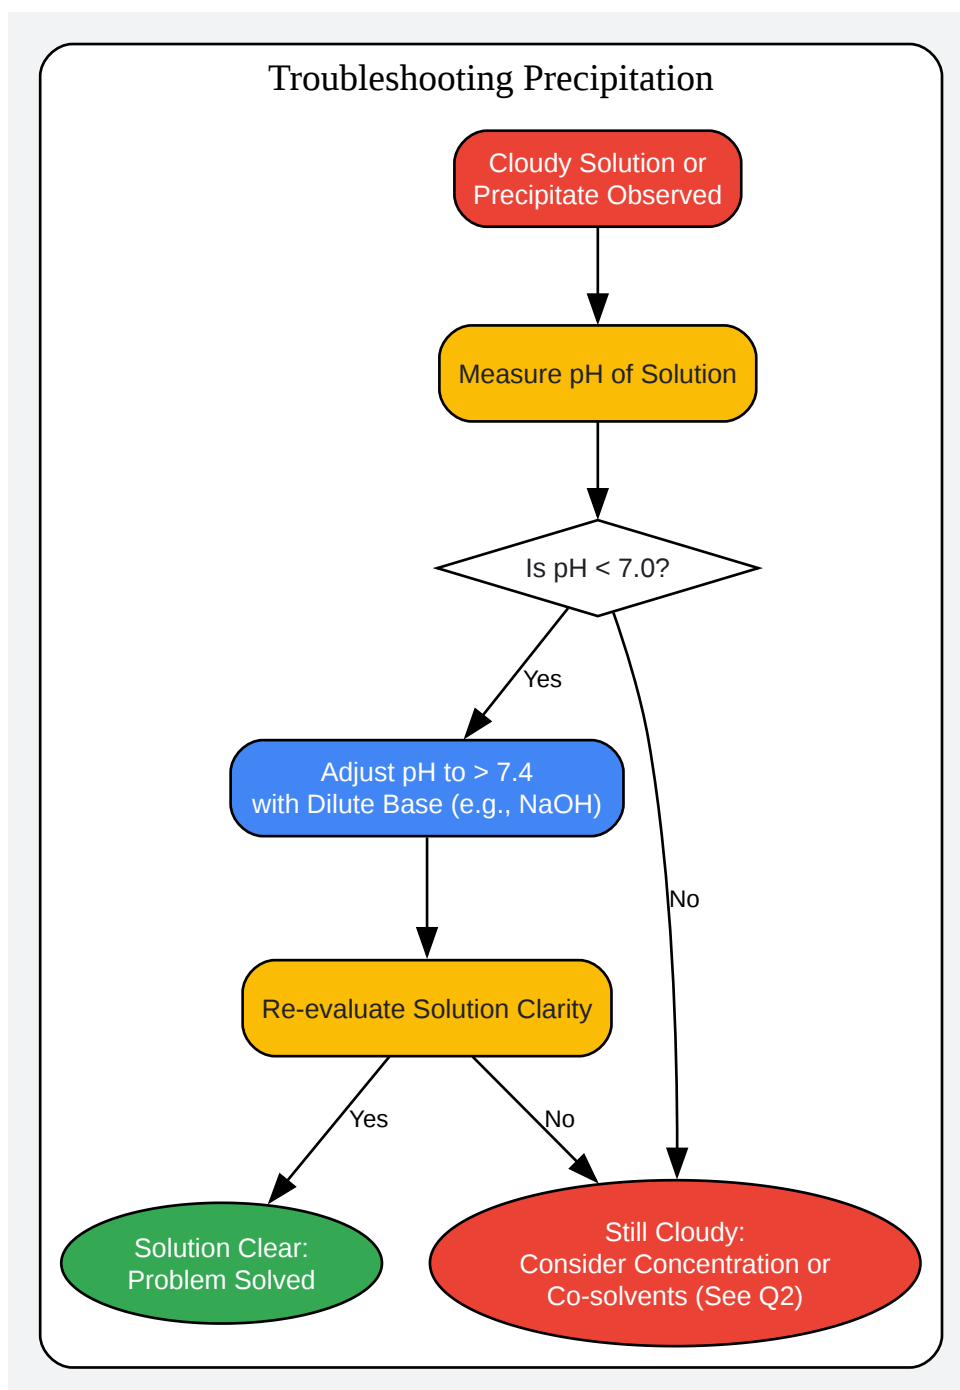 Troubleshooting Precipitation
Cloudy Solution or
Precipitate Observed
Measure pH of Solution
Is pH < 7.0?
Yes
Adjust pH to > 7.4
with Dilute Base (e.g., NaOH)
No
Re-evaluate Solution Clarity
Yes
No
Solution Clear:
Problem Solved
Still Cloudy:
Consider Concentration or
Co-solvents (See Q2)